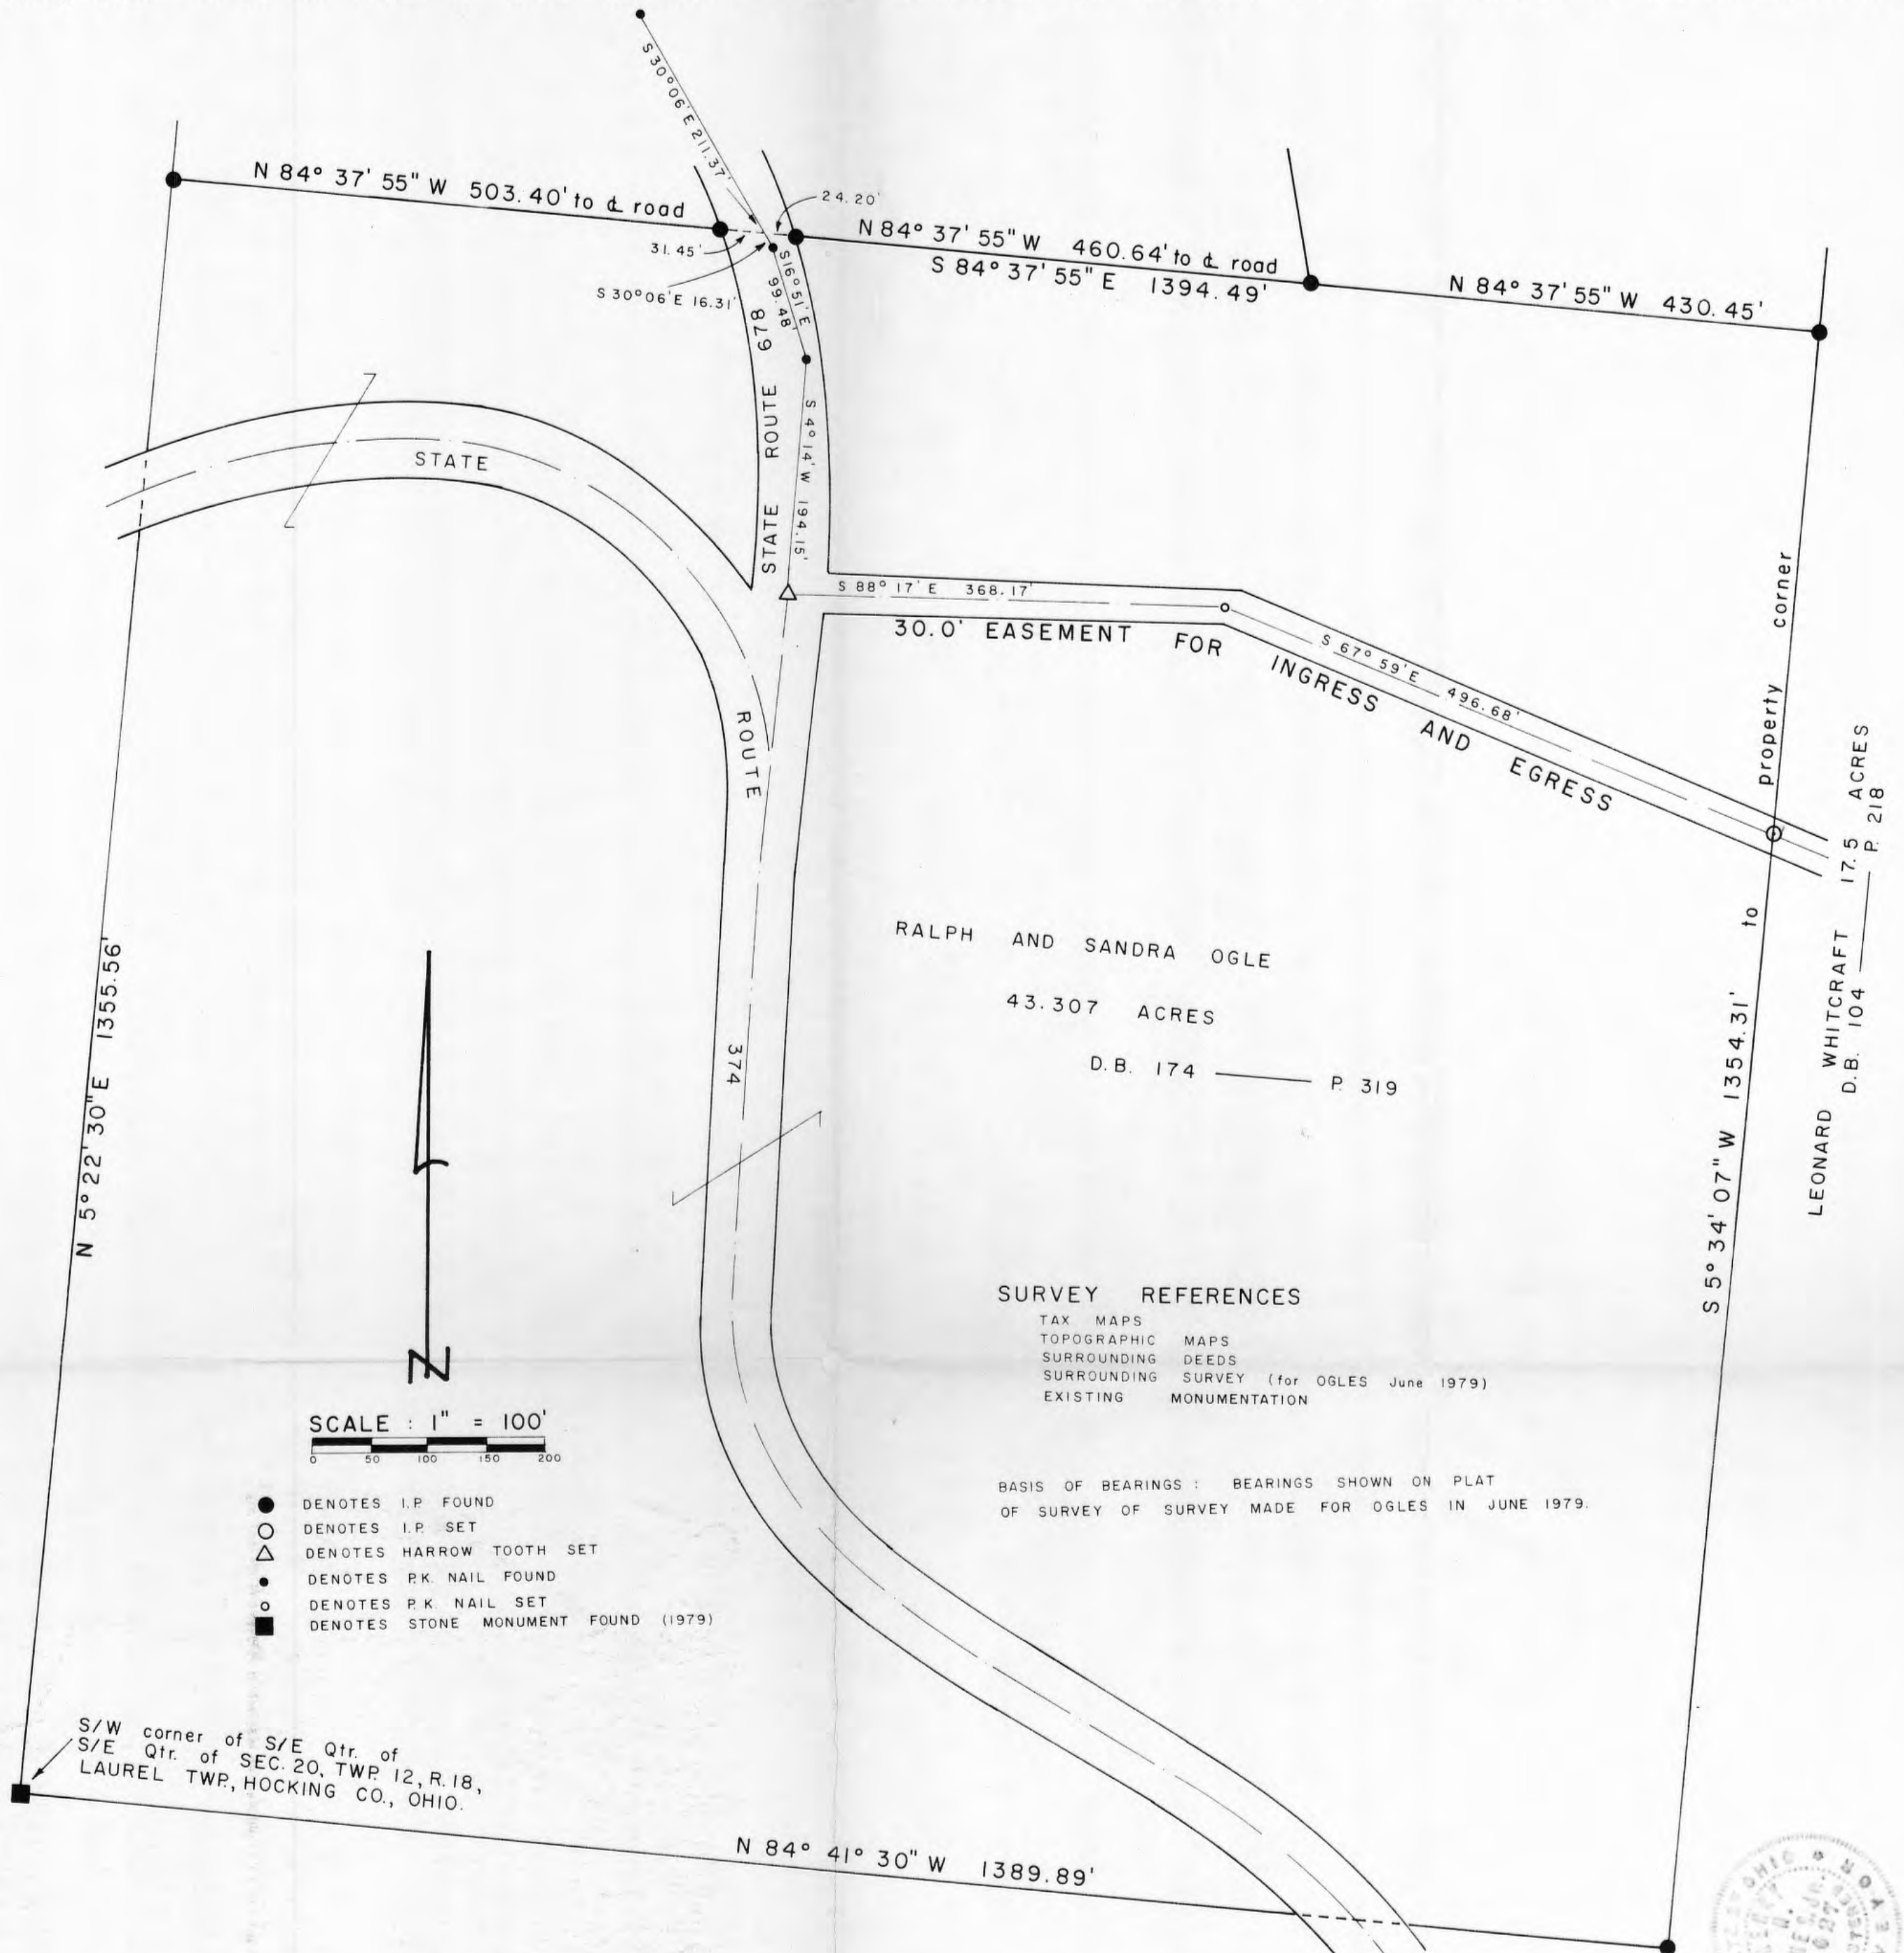 S 30° 06' E 211.37'
N 84° 37' 55" W 503.40' to ℄ road
24.20'
31.45'
S 30° 06' E 16.31'
S 16° 51' E
99.48'
N 84° 37' 55" W 460.64' to ℄ road
S 84° 37' 55" E 1394.49'
N 84° 37' 55" W 430.45'
STATE ROUTE 678
S 4° 14' W 194.15'
STATE
ROUTE
374
S 88° 17' E 368.17'
30.0' EASEMENT FOR INGRESS AND EGRESS
S 67° 59' E 496.68'
S 5° 34' 07" W 1354.31' to property corner
LEONARD WHITCRAFT 17.5 ACRES
D.B. 104 — P. 218
N 5° 22' 30" E 1355.56'
RALPH AND SANDRA OGLE
43.307 ACRES
D.B. 174 — P. 319
N
SCALE : 1" = 100'
0 50 100 150 200
DENOTES I.P. FOUND
DENOTES I.P. SET
DENOTES HARROW TOOTH SET
DENOTES P.K. NAIL FOUND
DENOTES P.K. NAIL SET
DENOTES STONE MONUMENT FOUND (1979)
SURVEY REFERENCES
TAX MAPS
TOPOGRAPHIC MAPS
SURROUNDING DEEDS
SURROUNDING SURVEY (for OGLES June 1979)
EXISTING MONUMENTATION
BASIS OF BEARINGS : BEARINGS SHOWN ON PLAT
OF SURVEY OF SURVEY MADE FOR OGLES IN JUNE 1979.
S/W corner of S/E Qtr. of
S/E Qtr. of SEC. 20, TWP. 12, R. 18,
LAUREL TWP., HOCKING CO., OHIO.
N 84° 41° 30" W 1389.89'
OHIO